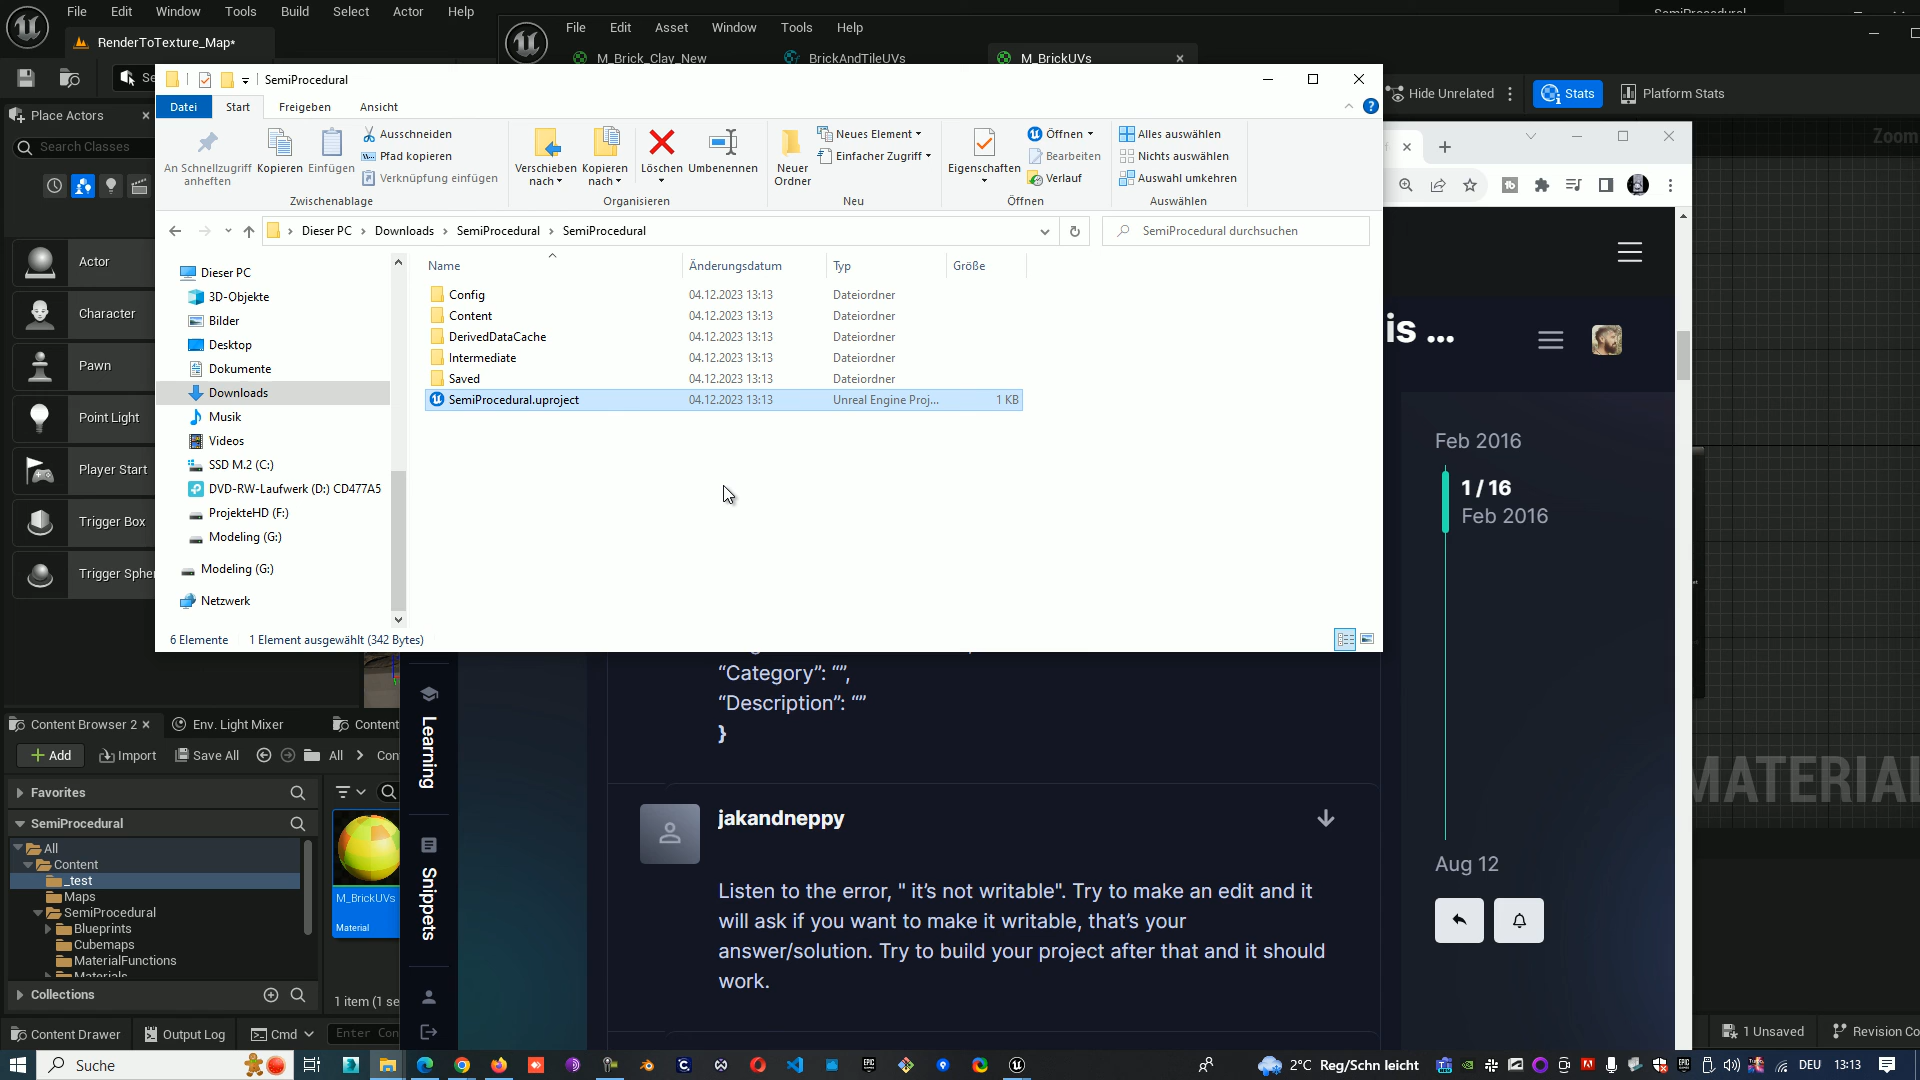 File Edit Window Tools Build Select Actor Help
RenderToTexture_Map*
File Edit Asset Window Tools Help
M_Brick_Clay_New BrickAndTileUVs M_BrickUVs
SemiProcedural
Datei Start Freigeben Ansicht
Hide Unrelated Stats Platform Stats
Zoom
Place Actors
Search Classes
An Schnellzugriff anheften
Kopieren
Einfügen
Ausschneiden
Pfad kopieren
Verknüpfung einfügen
Zwischenablage
Verschieben nach
Kopieren nach
Löschen
Umbenennen
Organisieren
Neuer Ordner
Neues Element
Einfacher Zugriff
Neu
Eigenschaften
Öffnen
Bearbeiten
Verlauf
Öffnen
Alles auswählen
Nichts auswählen
Auswahl umkehren
Auswählen
Dieser PC Downloads SemiProcedural SemiProcedural
SemiProcedural durchsuchen
Actor
Character
Pawn
Point Light
Player Start
Trigger Box
Trigger Spher
Dieser PC
3D-Objekte
Bilder
Desktop
Dokumente
Downloads
Musik
Videos
SSD M.2 (C:)
DVD-RW-Laufwerk (D:) CD477A5
ProjekteHD (F:)
Modeling (G:)
Modeling (G:)
Netzwerk
Name Änderungsdatum Typ Größe
Config 04.12.2023 13:13 Dateiordner
Content 04.12.2023 13:13 Dateiordner
DerivedDataCache 04.12.2023 13:13 Dateiordner
Intermediate 04.12.2023 13:13 Dateiordner
Saved 04.12.2023 13:13 Dateiordner
SemiProcedural.uproject 04.12.2023 13:13 Unreal Engine Proj... 1 KB
6 Elemente 1 Element ausgewählt (342 Bytes)
is ...
Feb 2016
1 / 16
Feb 2016
Aug 12
“Category”: “”,
“Description”: “”
}
jakandneppy
Listen to the error, " it’s not writable". Try to make an edit and it
will ask if you want to make it writable, that’s your
answer/solution. Try to build your project after that and it should
work.
Learning
Snippets
MATERIAL
Content Browser 2 Env. Light Mixer Content
Add Import Save All All Con
Favorites
SemiProcedural
All
Content
_test
Maps
SemiProcedural
Blueprints
Cubemaps
MaterialFunctions
Materials
Collections
M_BrickUVs
Material
1 item (1 se
Content Drawer Output Log Cmd Enter Con
1 Unsaved Revision Co
Suche
2°C Reg/Schn leicht DEU 13:13